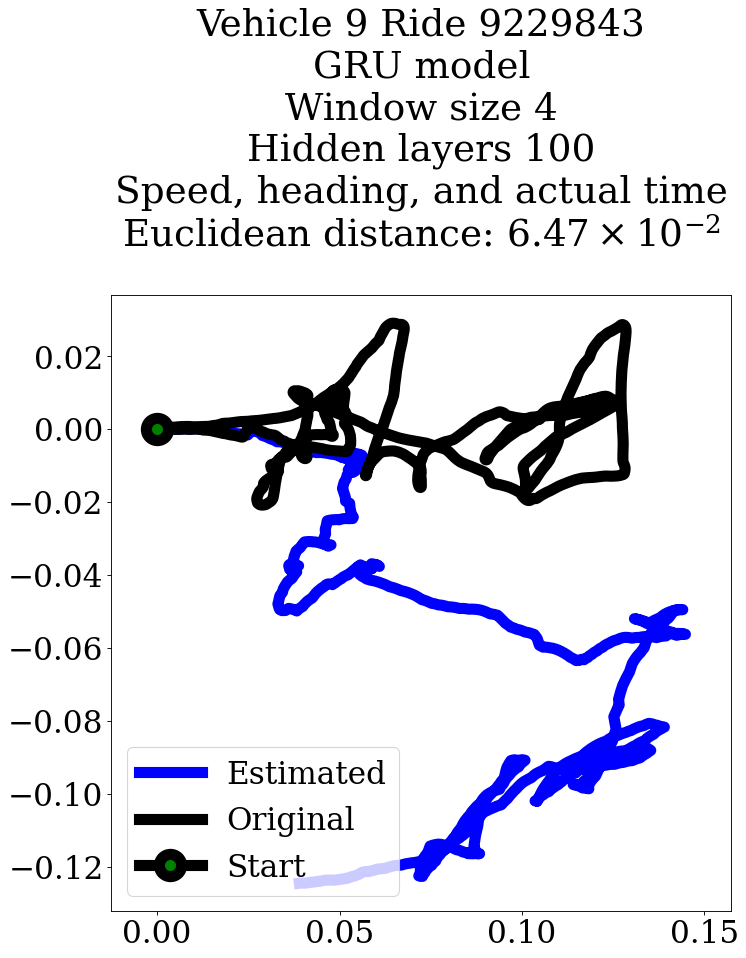 Vehicle 9 Ride 9229843
GRU model
Window size 4
Hidden layers 100
Speed, heading, and actual time
Euclidean distance: 6.47 × 10⁻²
0.02
0.00
−0.02
−0.04
−0.06
−0.08
−0.10
−0.12
Estimated
Original
Start
0.00 0.05 0.10 0.15